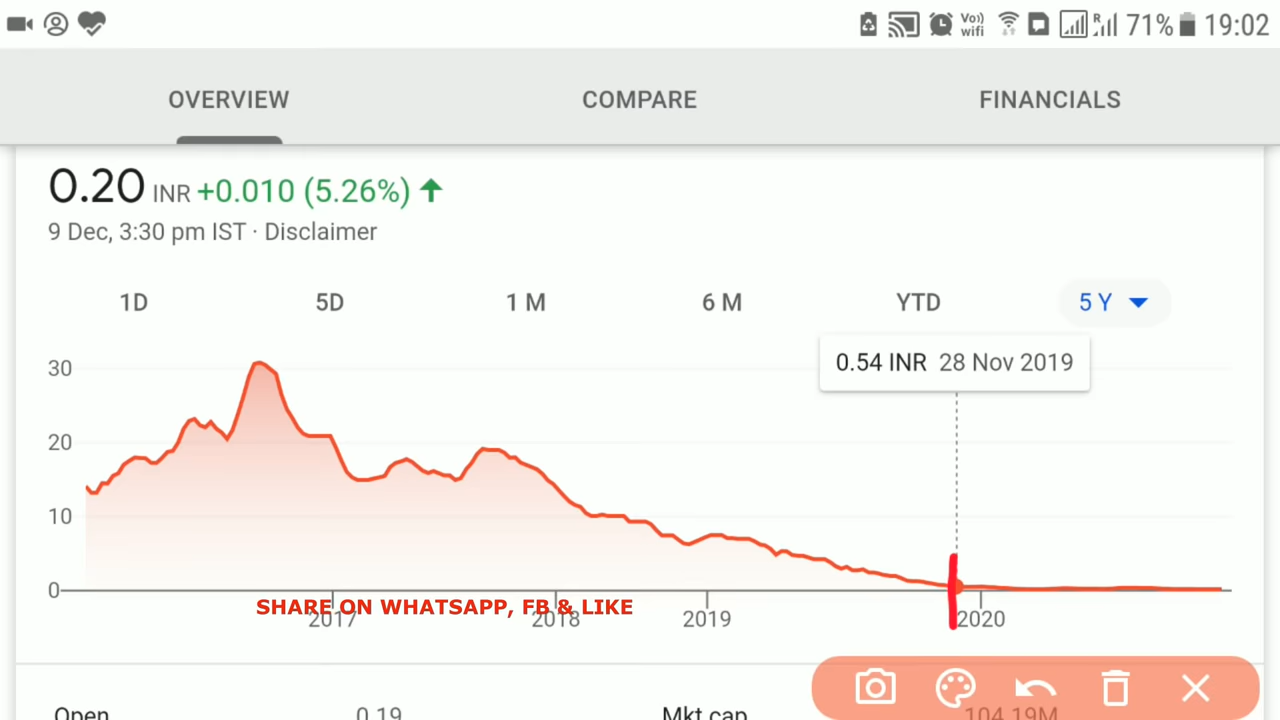 Vo))
wifi
R
71%
19:02
OVERVIEW
COMPARE
FINANCIALS
0.20 INR +0.010 (5.26%)
9 Dec, 3:30 pm IST · Disclaimer
1D
5D
1 M
6 M
YTD
5 Y
0.54 INR 28 Nov 2019
30
20
10
0
SHARE ON WHATSAPP, FB & LIKE
2017
2018
2019
2020
Open
0.19
Mkt cap
104.19M